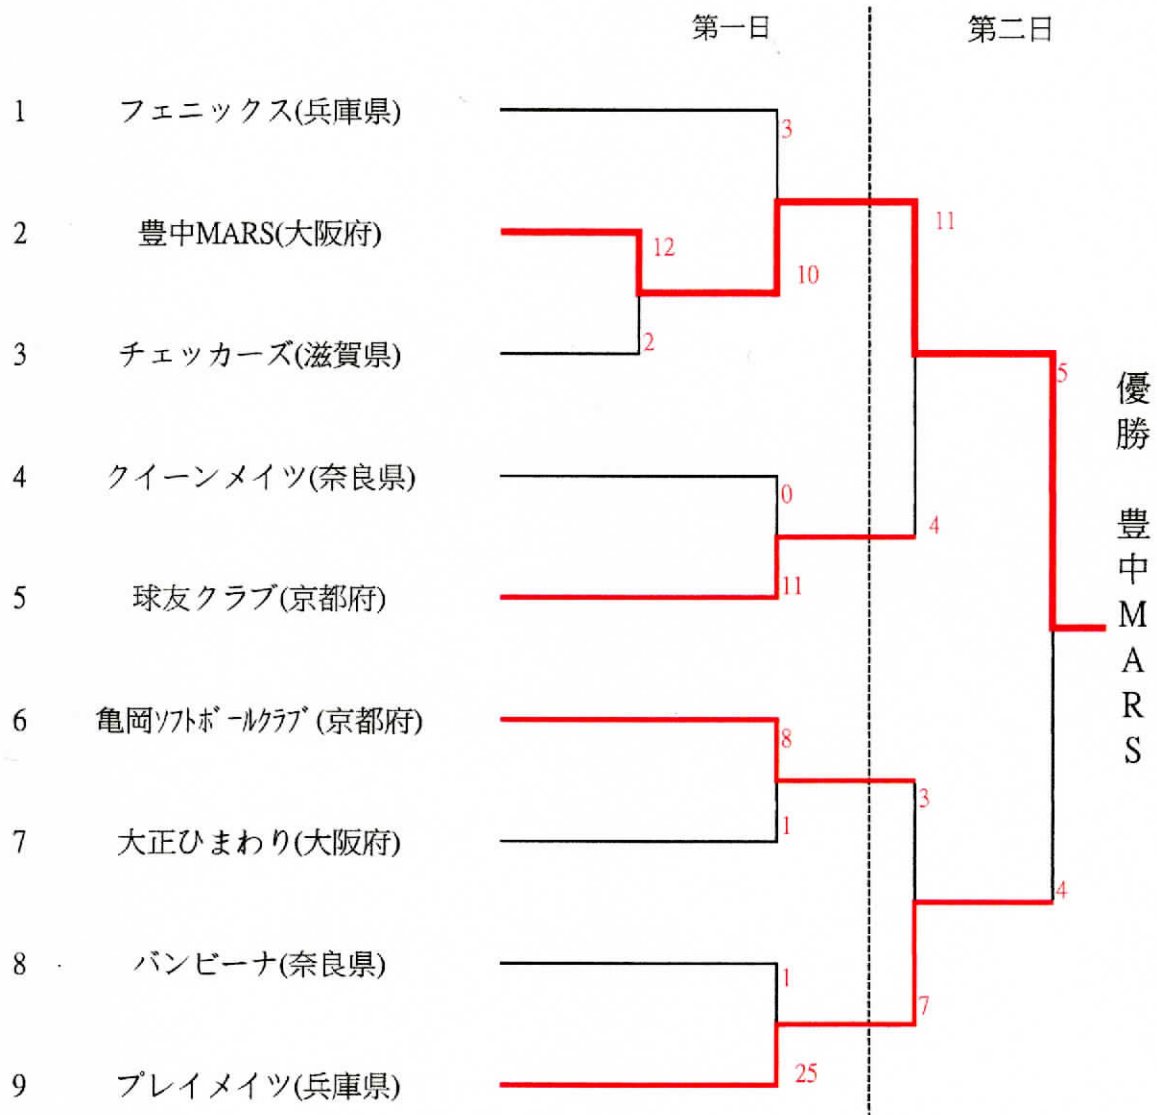 第一日 第二日
1 フェニックス(兵庫県)
3
11
2 豊中MARS(大阪府)
12
10
3 チェッカーズ(滋賀県)
2
5
4 クイーンメイツ(奈良県)
0
4
5 球友クラブ(京都府)
11
6 亀岡ソフトボールクラブ(京都府)
8
3
7 大正ひまわり(大阪府)
1
4
8 バンビーナ(奈良県)
1
7
9 プレイメイツ(兵庫県)
25
優勝 豊中MARS